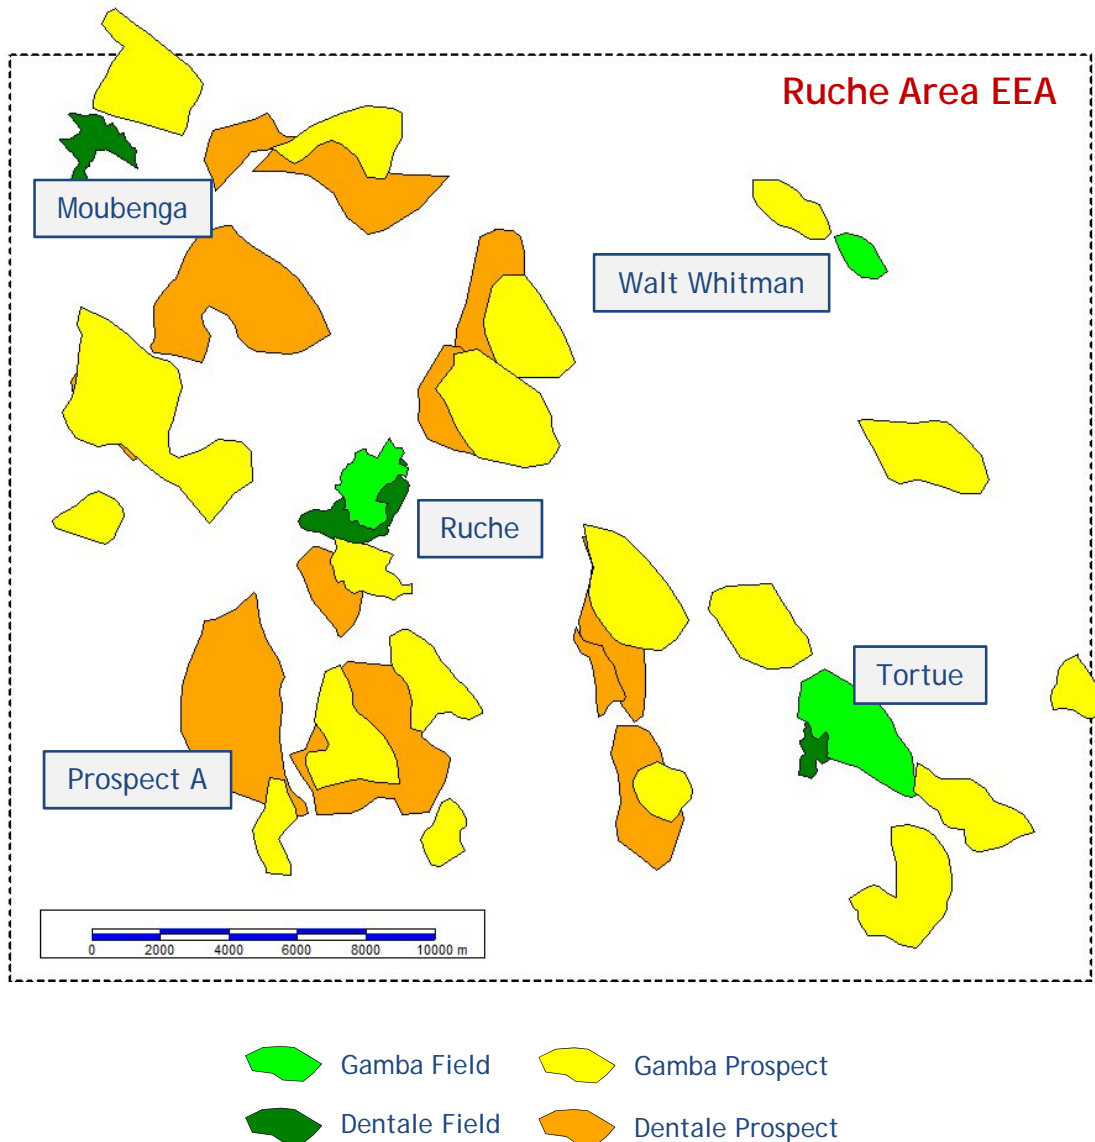 Ruche Area EEA
Moubenga
Walt Whitman
Ruche
Tortue
Prospect A
0 2000 4000 6000 8000 10000 m
Gamba Field Gamba Prospect
Dentale Field Dentale Prospect